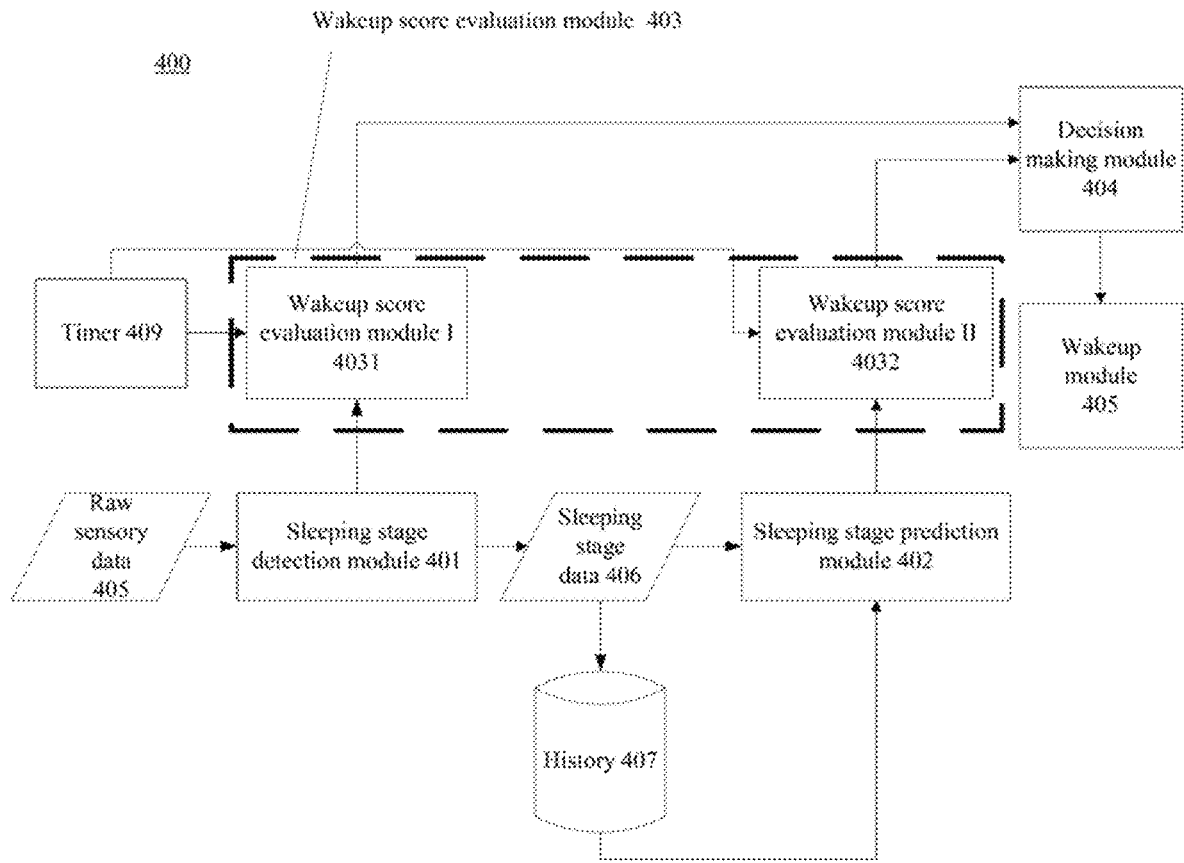 Wakeup score evaluation module 403
400
Decision
making module
404
Timer 409
Wakeup score
evaluation module I
4031
Wakeup score
evaluation module II
4032
Wakeup
module
405
Raw
sensory
data
405
Sleeping stage
detection module 401
Sleeping
stage
data 406
Sleeping stage prediction
module 402
History 407